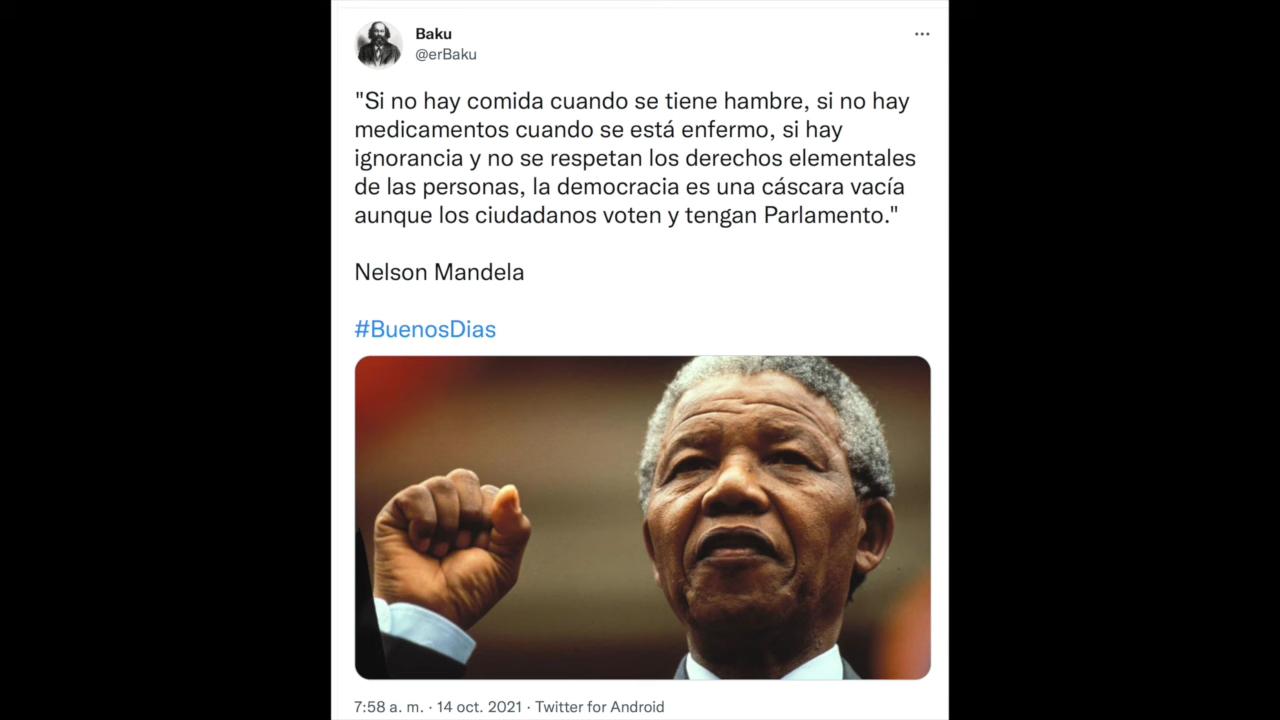 Baku
@erBaku
"Si no hay comida cuando se tiene hambre, si no hay
medicamentos cuando se está enfermo, si hay
ignorancia y no se respetan los derechos elementales
de las personas, la democracia es una cáscara vacía
aunque los ciudadanos voten y tengan Parlamento."
Nelson Mandela
#BuenosDias
7:58 a. m. · 14 oct. 2021 · Twitter for Android